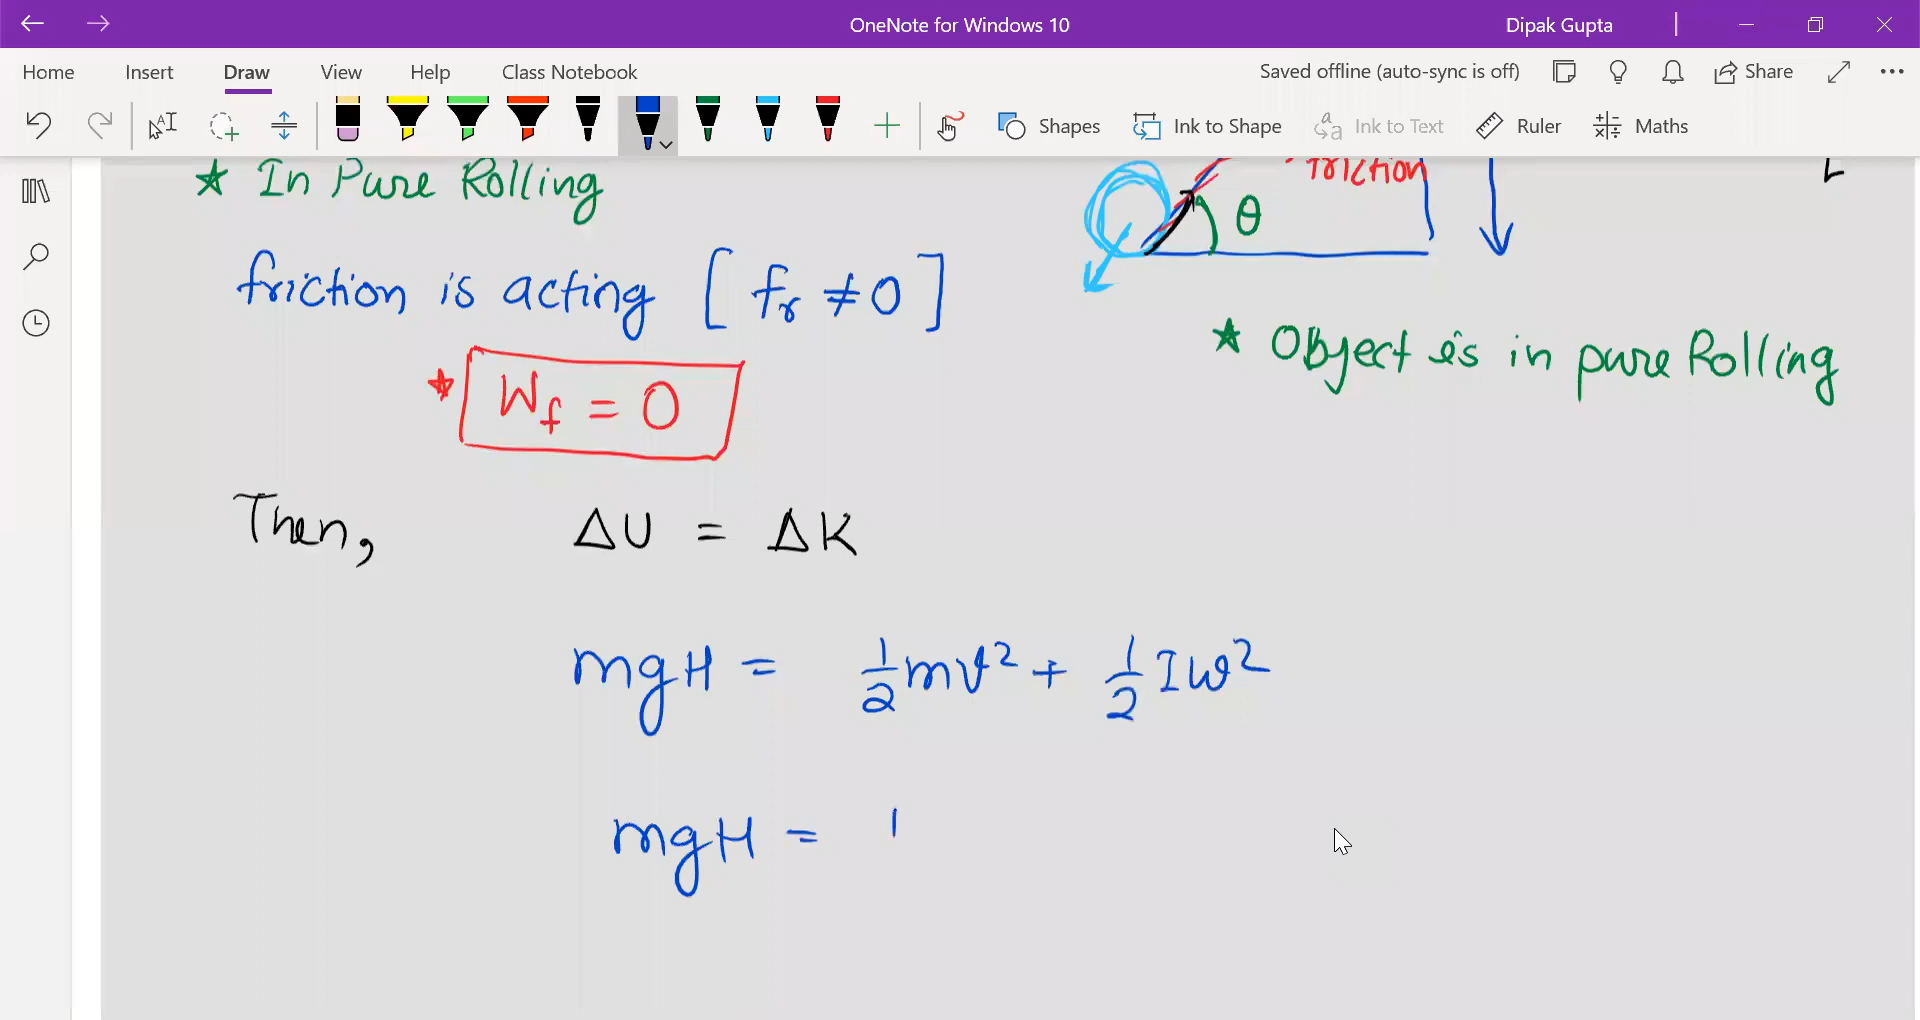 OneNote for Windows 10
Dipak Gupta
Home Insert Draw View Help Class Notebook
Saved offline (auto-sync is off) Share
Shapes Ink to Shape Ink to Text Ruler Maths
★ In Pure Rolling
friction
θ
friction is acting [ fr ≠ 0 ]
★ Object is in pure Rolling
★ Wf = 0
Then, ΔU = ΔK
mgH = 1/2 mv² + 1/2 Iω²
mgH = 1